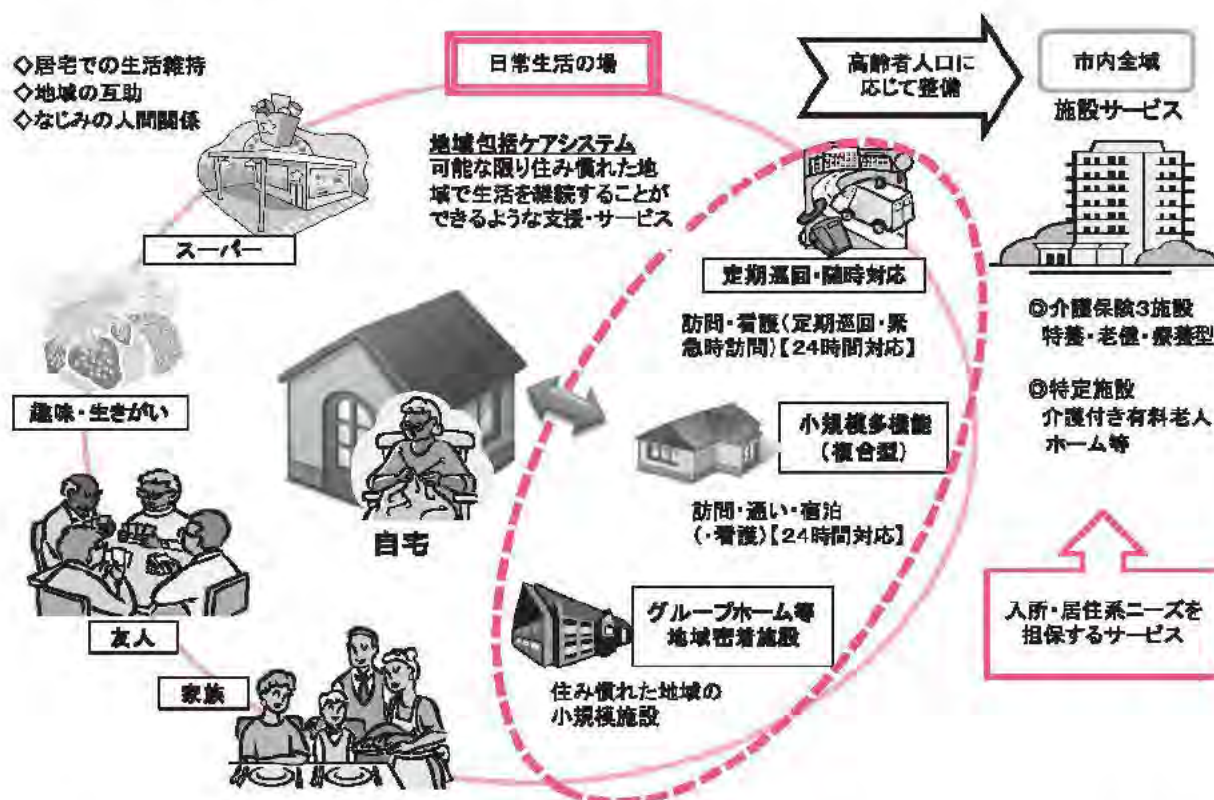 ◇居宅での生活維持
◇地域の互助
◇なじみの人間関係
日常生活の場
高齢者人口に
応じて整備
市内全域
施設サービス
地域包括ケアシステム
可能な限り住み慣れた地
域で生活を継続することが
できるような支援・サービス
スーパー
定期巡回・随時対応
訪問・看護(定期巡回・緊
急時訪問)【24時間対応】
◎介護保険3施設
特養・老健・療養型
◎特定施設
介護付き有料老人
ホーム等
趣味・生きがい
小規模多機能
(複合型)
訪問・通い・宿泊
(・看護)【24時間対応】
自宅
グループホーム等
地域密着施設
住み慣れた地域の
小規模施設
入所・居住系ニーズを
担保するサービス
友人
家族